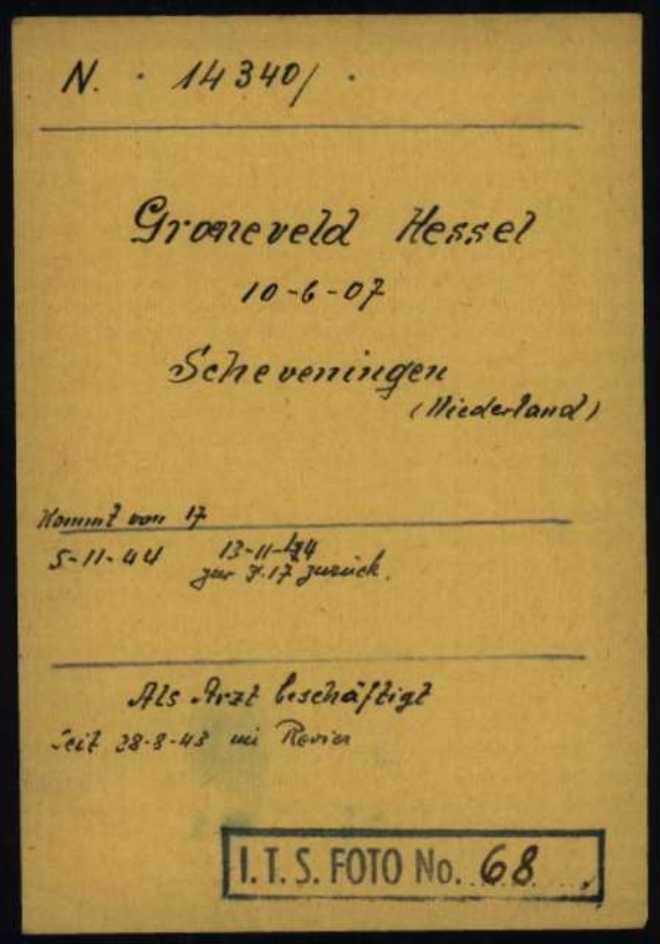 N. · 14340/ ·
Groneveld Hessel
10-6-07
Scheveningen
(Niederland)
Kommt von 17
5-11-44 13-11-44
zur 7.17 zurück.
Als Arzt beschäftigt
Seit 28-8-43 im Revier
I.T.S. FOTO No. 68